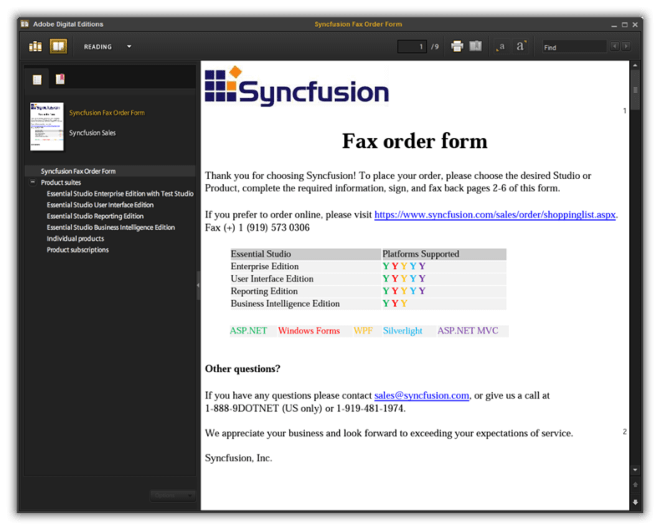 Adobe Digital Editions
Syncfusion Fax Order Form
READING
1 /9
a
a
Find
Syncfusion Fax Order Form
Syncfusion Sales
Syncfusion Fax Order Form
Product suites
Essential Studio Enterprise Edition with Test Studio
Essential Studio User Interface Edition
Essential Studio Reporting Edition
Essential Studio Business Intelligence Edition
Individual products
Product subscriptions
Syncfusion
1
Fax order form
Thank you for choosing Syncfusion! To place your order, please choose the desired Studio or
Product, complete the required information, sign, and fax back pages 2-6 of this form.
If you prefer to order online, please visit https://www.syncfusion.com/sales/order/shoppinglist.aspx.
Fax (+) 1 (919) 573 0306
Essential Studio Platforms Supported
Enterprise Edition Y Y Y Y Y
User Interface Edition Y Y Y Y Y
Reporting Edition Y Y Y Y Y
Business Intelligence Edition Y Y Y
ASP.NET Windows Forms WPF Silverlight ASP.NET MVC
Other questions?
If you have any questions please contact sales@syncfusion.com, or give us a call at
1-888-9DOTNET (US only) or 1-919-481-1974.
We appreciate your business and look forward to exceeding your expectations of service.
2
Syncfusion, Inc.